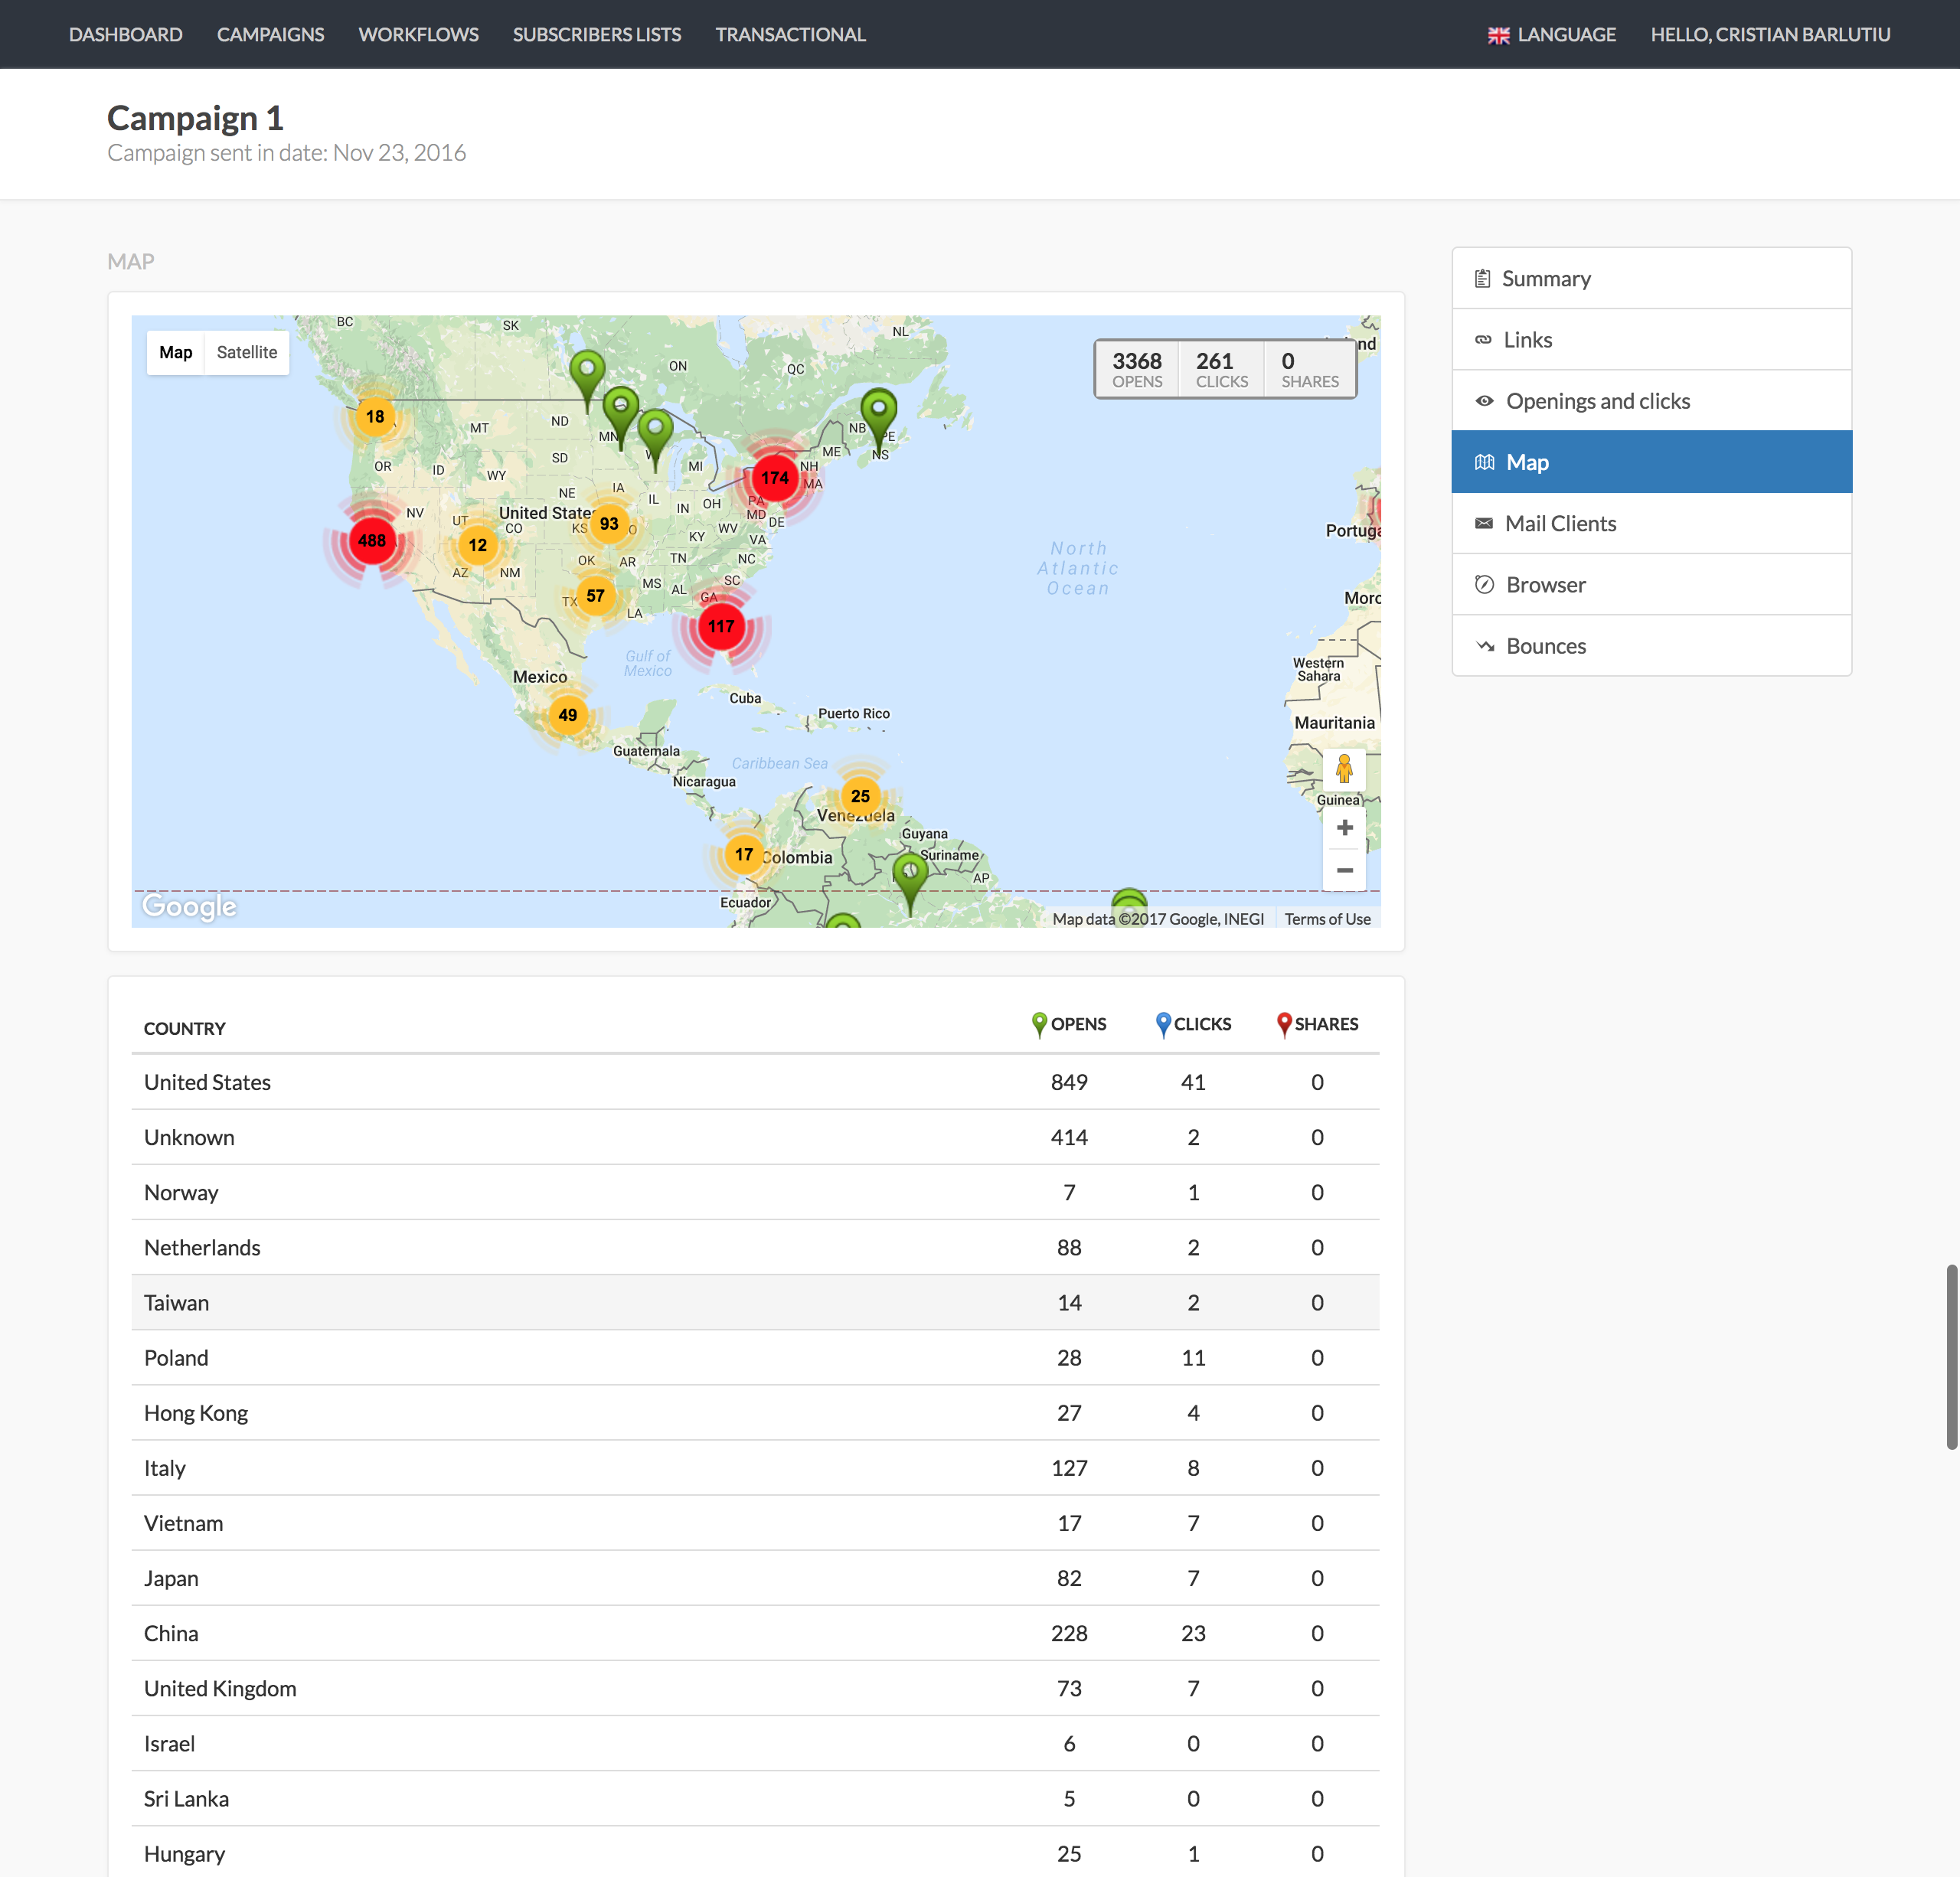 DASHBOARD CAMPAIGNS WORKFLOWS SUBSCRIBERS LISTS TRANSACTIONAL LANGUAGE HELLO, CRISTIAN BARLUTIU
Campaign 1
Campaign sent in date: Nov 23, 2016
MAP
Map Satellite
3368 261 0
OPENS CLICKS SHARES
BC SK NL
ON QC
18
MT ND MN NB PE
OR ID WY SD MI ME NS
174 NH MA
NE IA IL IN OH PA
NV UT United States CO KS 93 WV MD DE
488 12 KY VA
AZ NM OK AR TN NC
MS AL SC
TX 57 LA GA
117
North
Atlantic
Ocean
Gulf of
Mexico
Mexico
49
Cuba
Puerto Rico
Guatemala
Caribbean Sea
Nicaragua
25
Venezuela
Guyana
17 Colombia Suriname
AP
Ecuador
Western
Sahara
Mauritania
Guinea
Google
Map data ©2017 Google, INEGI Terms of Use
Summary
Links
Openings and clicks
Map
Mail Clients
Browser
Bounces
COUNTRY OPENS CLICKS SHARES
United States 849 41 0
Unknown 414 2 0
Norway 7 1 0
Netherlands 88 2 0
Taiwan 14 2 0
Poland 28 11 0
Hong Kong 27 4 0
Italy 127 8 0
Vietnam 17 7 0
Japan 82 7 0
China 228 23 0
United Kingdom 73 7 0
Israel 6 0 0
Sri Lanka 5 0 0
Hungary 25 1 0